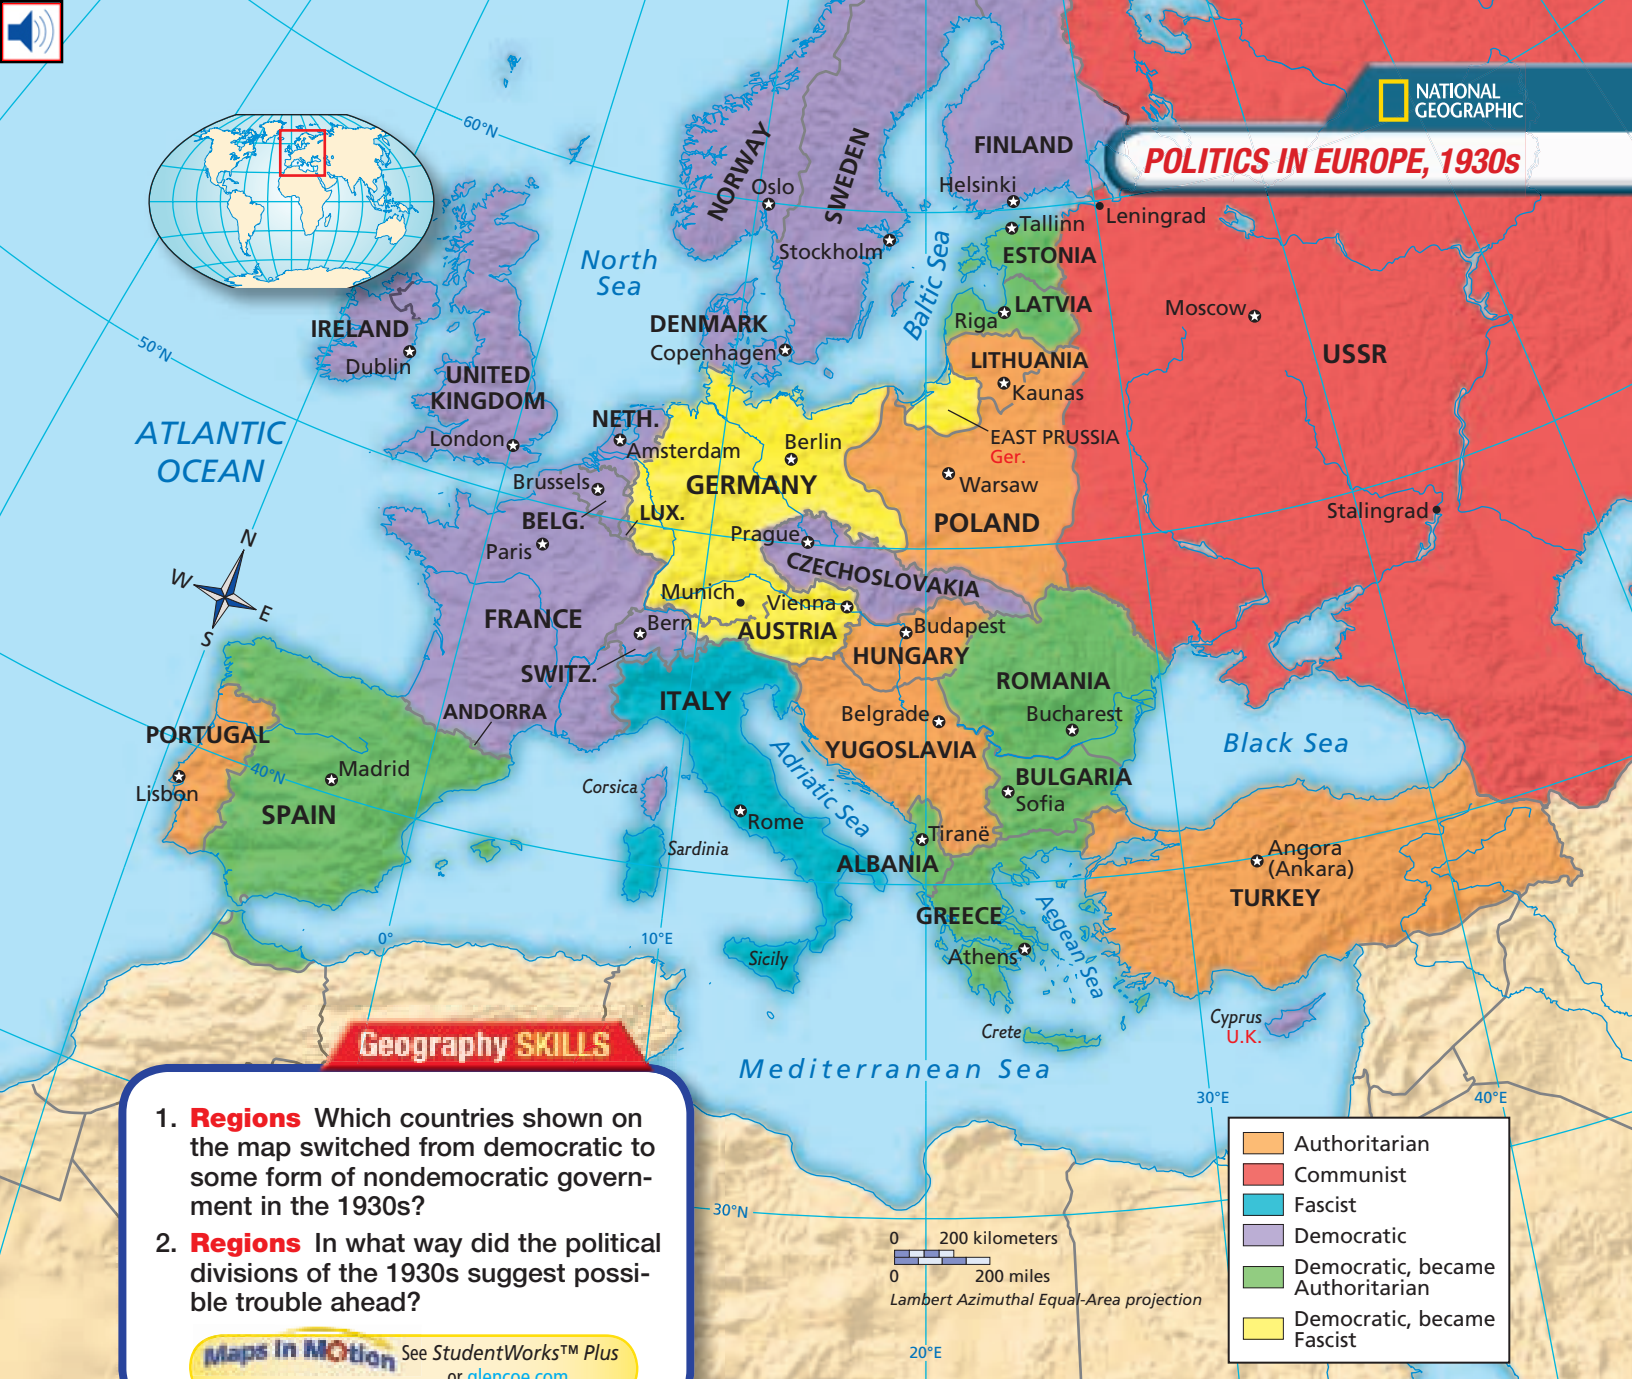 NATIONAL
GEOGRAPHIC
POLITICS IN EUROPE, 1930s
60°N
50°N
40°N
30°N
0°
10°E
20°E
30°E
40°E
N
W
E
S
ATLANTIC
OCEAN
North
Sea
Baltic Sea
Adriatic Sea
Aegean Sea
Black Sea
Mediterranean Sea
NORWAY
Oslo
SWEDEN
Stockholm
FINLAND
Helsinki
Leningrad
Tallinn
ESTONIA
LATVIA
Riga
LITHUANIA
Kaunas
Moscow
USSR
Stalingrad
IRELAND
Dublin
UNITED
KINGDOM
London
DENMARK
Copenhagen
NETH.
Amsterdam
Brussels
BELG.
LUX.
Paris
FRANCE
Berlin
GERMANY
Munich
EAST PRUSSIA
Ger.
Warsaw
POLAND
Prague
CZECHOSLOVAKIA
Vienna
AUSTRIA
Bern
SWITZ.
Budapest
HUNGARY
ROMANIA
Bucharest
ANDORRA
PORTUGAL
Lisbon
Madrid
SPAIN
ITALY
Corsica
Sardinia
Rome
Sicily
Belgrade
YUGOSLAVIA
BULGARIA
Sofia
Tiranë
ALBANIA
GREECE
Athens
Crete
Angora
(Ankara)
TURKEY
Cyprus
U.K.
Geography SKILLS
1. Regions Which countries shown on
the map switched from democratic to
some form of nondemocratic govern-
ment in the 1930s?
2. Regions In what way did the political
divisions of the 1930s suggest possi-
ble trouble ahead?
Maps In MOtion See StudentWorks™ Plus
or glencoe.com
0 200 kilometers
0 200 miles
Lambert Azimuthal Equal-Area projection
Authoritarian
Communist
Fascist
Democratic
Democratic, became
Authoritarian
Democratic, became
Fascist